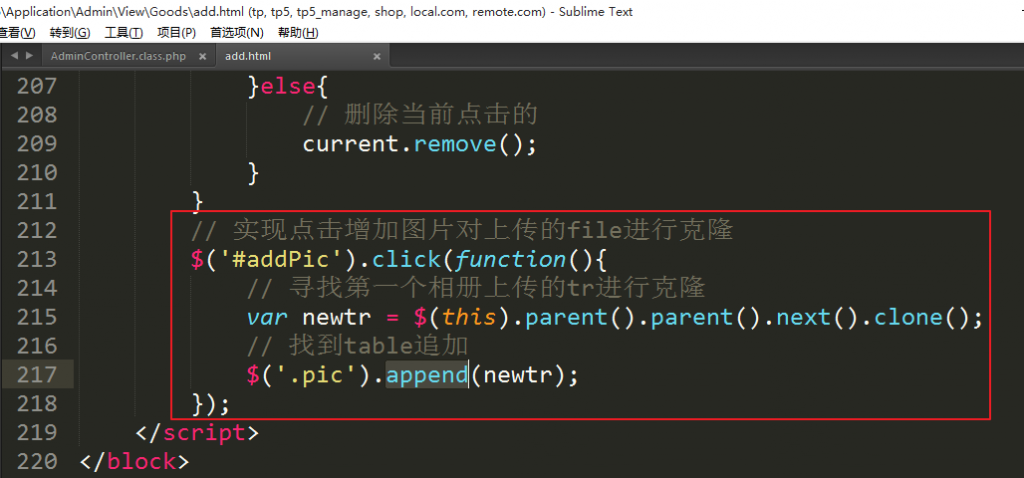 \Application\Admin\View\Goods\add.html (tp, tp5, tp5_manage, shop, local.com, remote.com) - Sublime Text
查看(V) 转到(G) 工具(T) 项目(P) 首选项(N) 帮助(H)
AdminController.class.php × add.html ×
207 }else{
208 // 删除当前点击的
209 current.remove();
210 }
211 }
212 // 实现点击增加图片对上传的file进行克隆
213 $('#addPic').click(function(){
214 // 寻找第一个相册上传的tr进行克隆
215 var newtr = $(this).parent().parent().next().clone();
216 // 找到table追加
217 $('.pic').append(newtr);
218 });
219 </script>
220 </block>